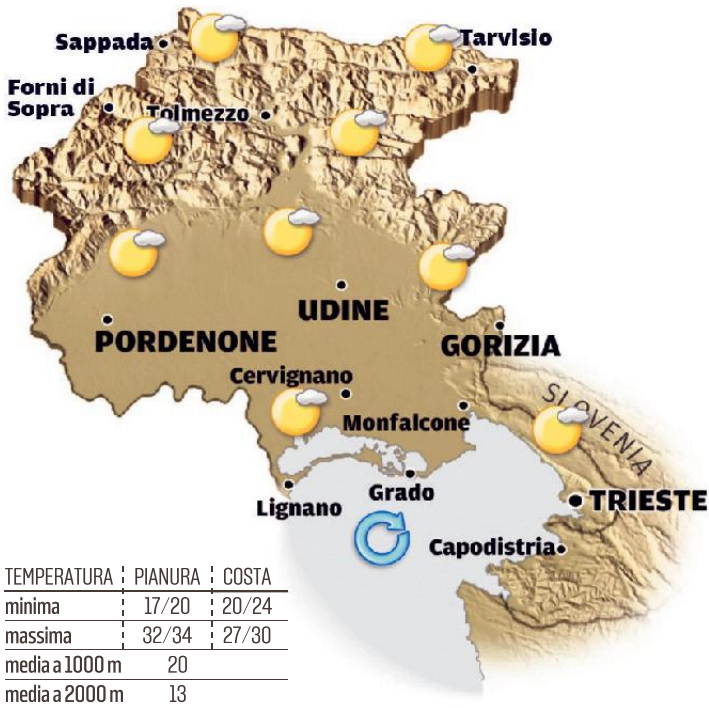 Sappada
Tarvisio
Forni di
Sopra
Tolmezzo
UDINE
PORDENONE
GORIZIA
Cervignano
SLOVENIA
Monfalcone
Grado
Lignano
TRIESTE
Capodistria
TEMPERATURA PIANURA COSTA
minima 17/20 20/24
massima 32/34 27/30
media a 1000 m 20
media a 2000 m 13